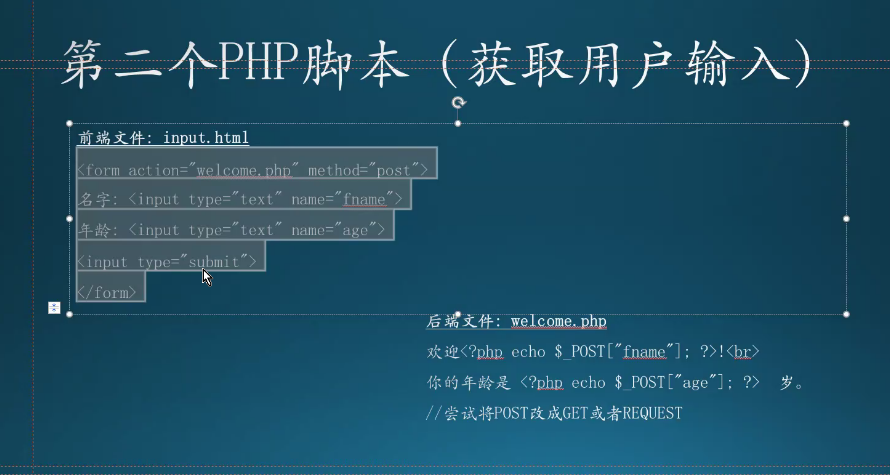 第二个PHP脚本（获取用户输入）
前端文件: input.html
<form action="welcome.php" method="post">
名字: <input type="text" name="fname">
年龄: <input type="text" name="age">
<input type="submit">
</form>
后端文件: welcome.php
欢迎<?php echo $_POST["fname"]; ?>!<br>
你的年龄是 <?php echo $_POST["age"]; ?>  岁。
//尝试将POST改成GET或者REQUEST